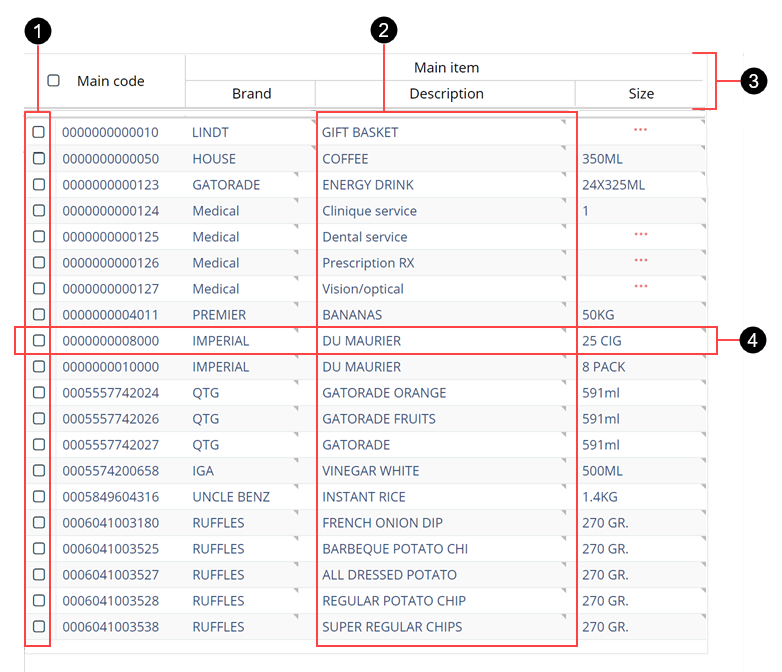 1
2
Main item
3
Main code
Brand Description Size
0000000000010 LINDT GIFT BASKET ...
0000000000050 HOUSE COFFEE 350ML
0000000000123 GATORADE ENERGY DRINK 24X325ML
0000000000124 Medical Clinique service 1
0000000000125 Medical Dental service ...
0000000000126 Medical Prescription RX ...
0000000000127 Medical Vision/optical ...
0000000004011 PREMIER BANANAS 50KG
0000000008000 IMPERIAL DU MAURIER 25 CIG 4
0000000010000 IMPERIAL DU MAURIER 8 PACK
0005557742024 QTG GATORADE ORANGE 591ml
0005557742026 QTG GATORADE FRUITS 591ml
0005557742027 QTG GATORADE 591ml
0005574200658 IGA VINEGAR WHITE 500ML
0005849604316 UNCLE BENZ INSTANT RICE 1.4KG
0006041003180 RUFFLES FRENCH ONION DIP 270 GR.
0006041003525 RUFFLES BARBEQUE POTATO CHI 270 GR.
0006041003527 RUFFLES ALL DRESSED POTATO 270 GR.
0006041003528 RUFFLES REGULAR POTATO CHIP 270 GR.
0006041003538 RUFFLES SUPER REGULAR CHIPS 270 GR.